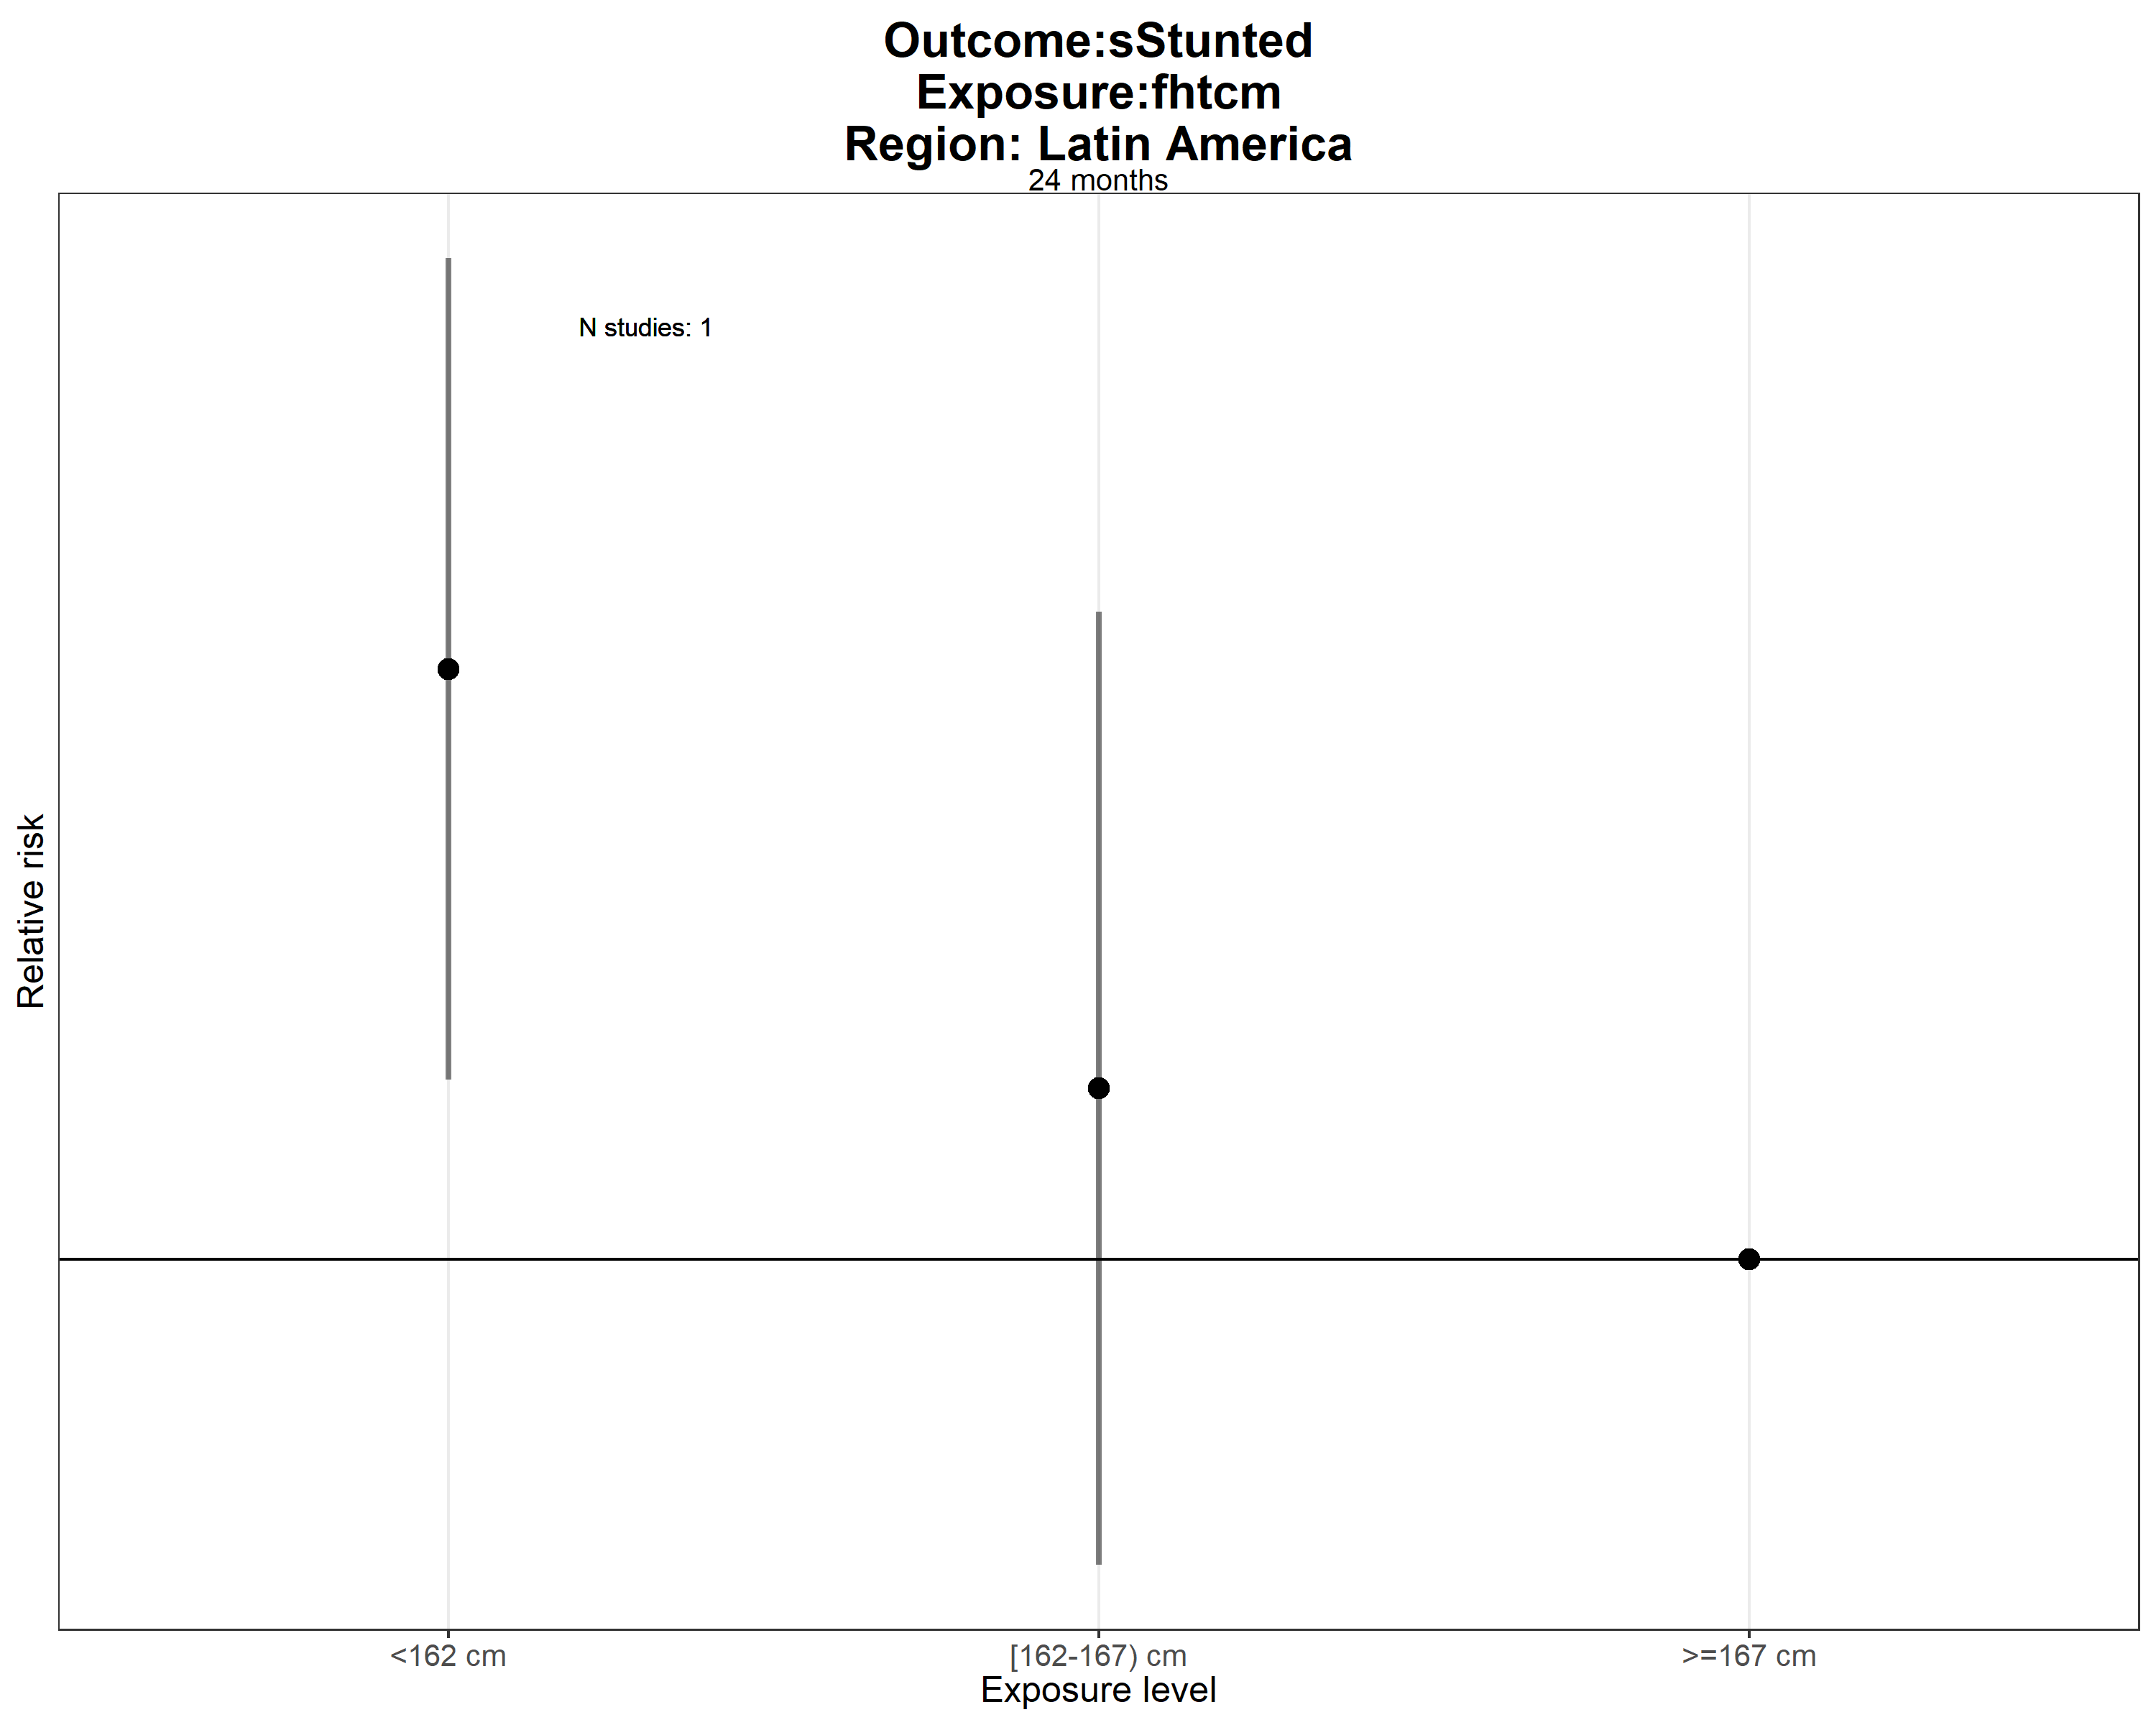 Outcome:sStunted
Exposure:fhtcm
Region: Latin America
24 months
N studies: 1
Relative risk
<162 cm
[162-167) cm
>=167 cm
Exposure level